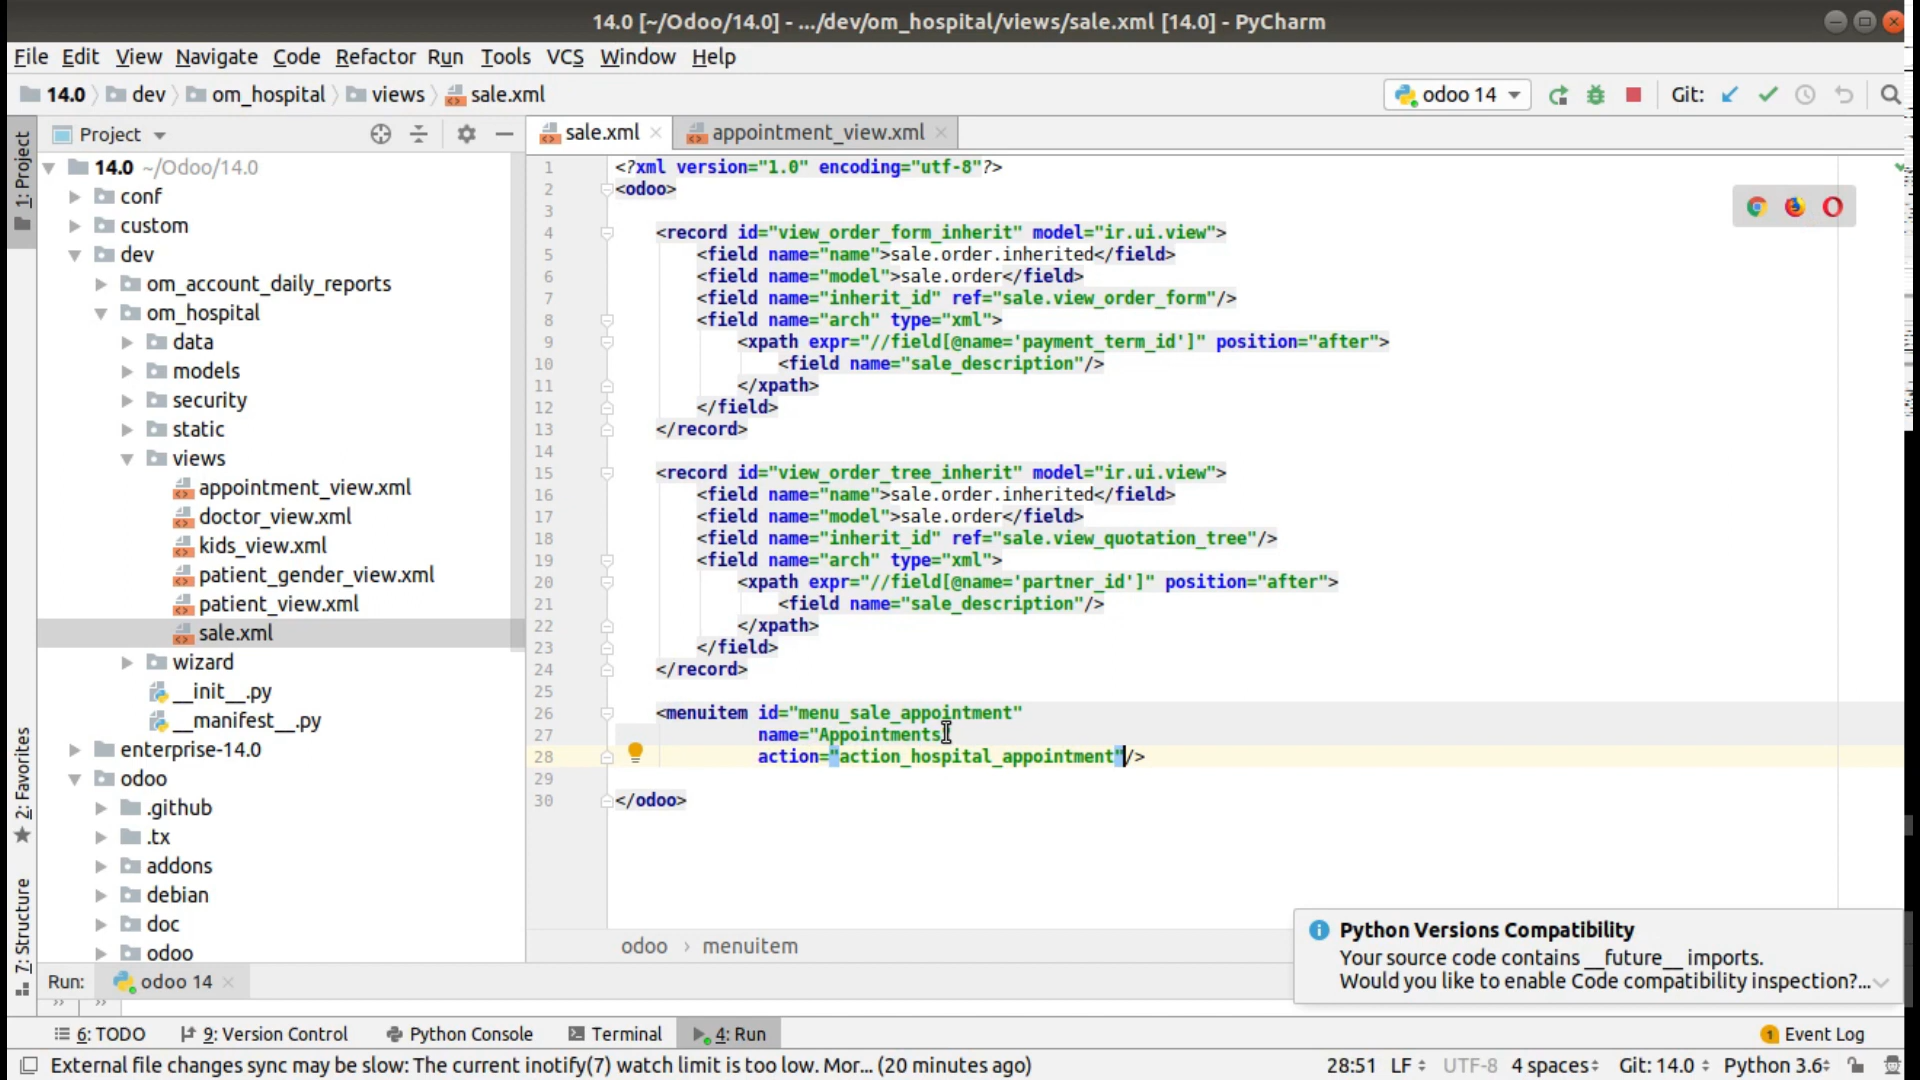 14.0 [~/Odoo/14.0] - .../dev/om_hospital/views/sale.xml [14.0] - PyCharm
File Edit View Navigate Code Refactor Run Tools VCS Window Help
14.0 dev om_hospital views sale.xml odoo 14 Git:
Project sale.xml appointment_view.xml
1: Project
2: Favorites
7: Structure
14.0 ~/Odoo/14.0
conf
custom
dev
om_account_daily_reports
om_hospital
data
models
security
static
views
appointment_view.xml
doctor_view.xml
kids_view.xml
patient_gender_view.xml
patient_view.xml
sale.xml
wizard
__init__.py
__manifest__.py
enterprise-14.0
odoo
.github
.tx
addons
debian
doc
odoo
1 <?xml version="1.0" encoding="utf-8"?>
2 <odoo>
3
4 <record id="view_order_form_inherit" model="ir.ui.view">
5 <field name="name">sale.order.inherited</field>
6 <field name="model">sale.order</field>
7 <field name="inherit_id" ref="sale.view_order_form"/>
8 <field name="arch" type="xml">
9 <xpath expr="//field[@name='payment_term_id']" position="after">
10 <field name="sale_description"/>
11 </xpath>
12 </field>
13 </record>
14
15 <record id="view_order_tree_inherit" model="ir.ui.view">
16 <field name="name">sale.order.inherited</field>
17 <field name="model">sale.order</field>
18 <field name="inherit_id" ref="sale.view_quotation_tree"/>
19 <field name="arch" type="xml">
20 <xpath expr="//field[@name='partner_id']" position="after">
21 <field name="sale_description"/>
22 </xpath>
23 </field>
24 </record>
25
26 <menuitem id="menu_sale_appointment"
27 name="Appointments"
28 action="action_hospital_appointment"/>
29
30 </odoo>
odoo › menuitem
Python Versions Compatibility
Your source code contains __future__ imports.
Would you like to enable Code compatibility inspection?...
Run: odoo 14
» »
6: TODO 9: Version Control Python Console Terminal 4: Run 1 Event Log
External file changes sync may be slow: The current inotify(7) watch limit is too low. Mor... (20 minutes ago) 28:51 LF UTF-8 4 spaces Git: 14.0 Python 3.6